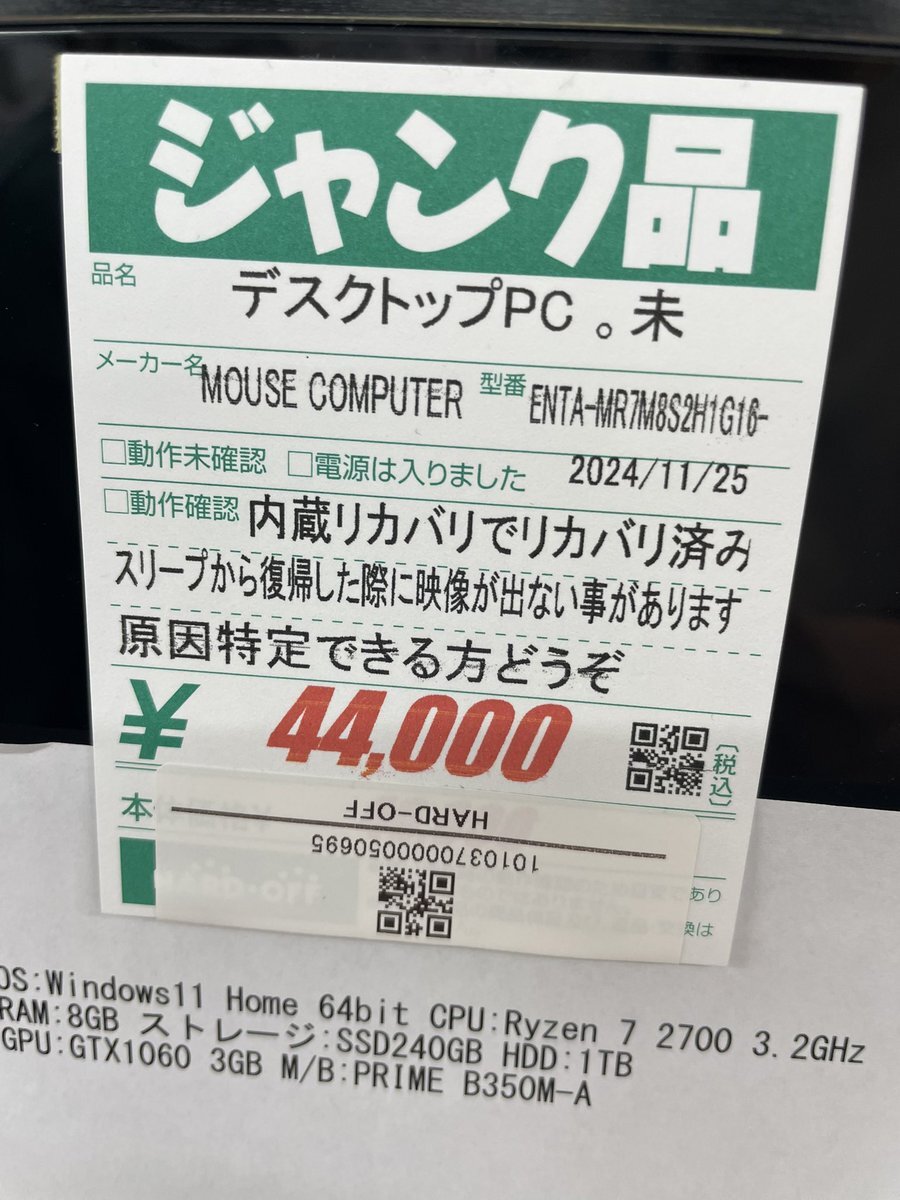 ジャンク品
品名
デスクトップPC 。未
メーカー名 MOUSE COMPUTER 型番 ENTA-MR7M8S2H1G16-
□動作未確認 □電源は入りました 2024/11/25
□動作確認 内蔵リカバリでリカバリ済み
スリープから復帰した際に映像が出ない事があります
原因特定できる方どうぞ
¥ 44,000 〔税込〕
本
HARD-OFF
1010370000050695
あり
換は
OS:Windows11 Home 64bit CPU:Ryzen 7 2700 3.2GHz
RAM:8GB ストレージ:SSD240GB HDD:1TB
GPU:GTX1060 3GB M/B:PRIME B350M-A